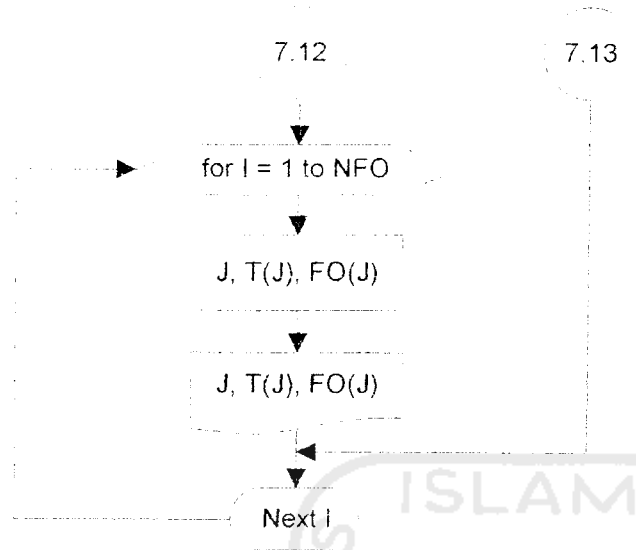 7.12
7.13
for I = 1 to NFO
J, T(J), FO(J)
J, T(J), FO(J)
ISLAM
Next I